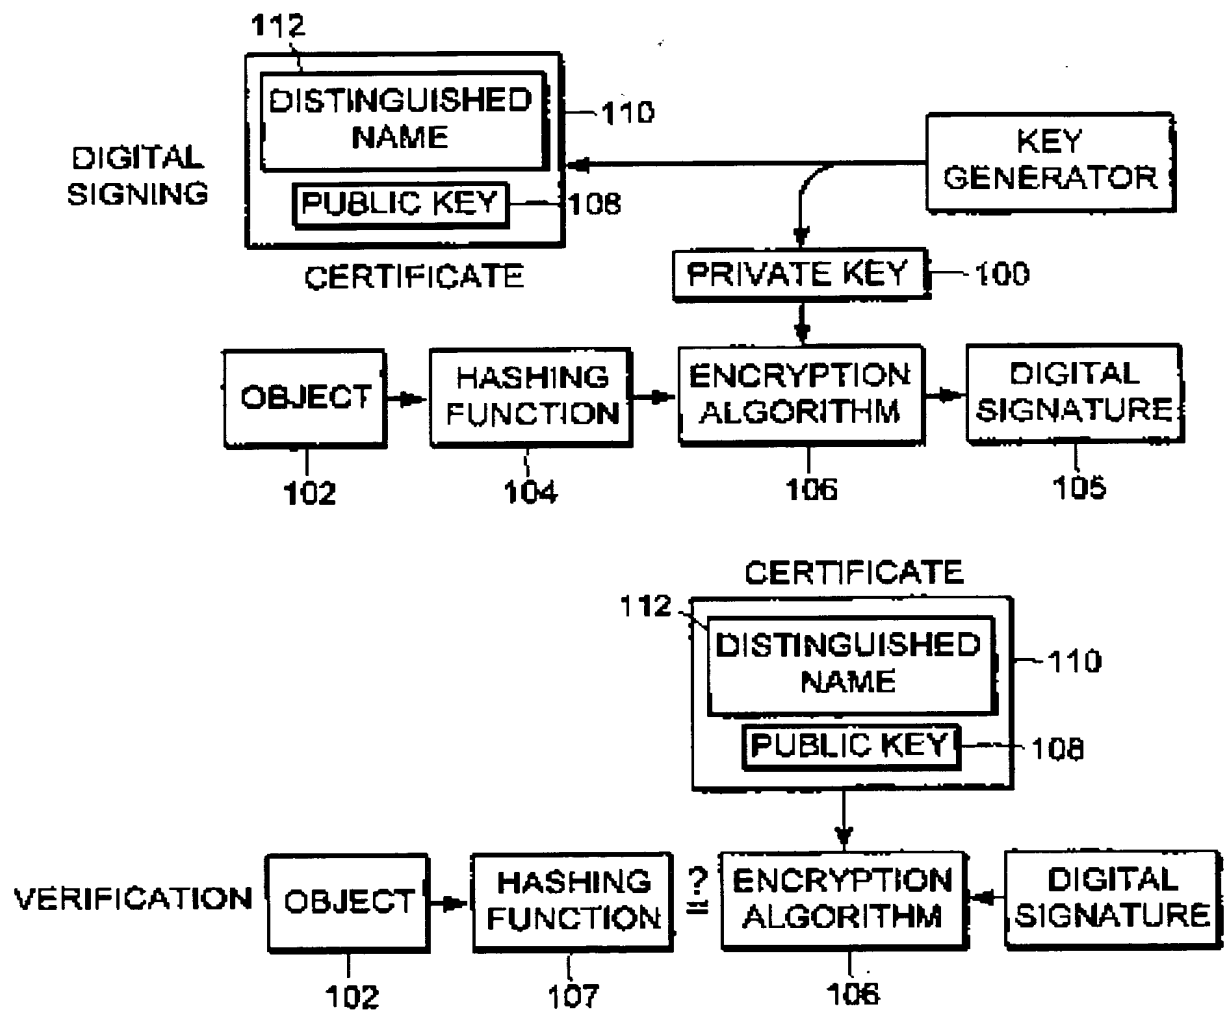 112
DISTINGUISHED
NAME
110
PUBLIC KEY
108
CERTIFICATE
DIGITAL
SIGNING
KEY
GENERATOR
PRIVATE KEY
100
OBJECT
102
HASHING
FUNCTION
104
ENCRYPTION
ALGORITHM
106
DIGITAL
SIGNATURE
105
CERTIFICATE
112
DISTINGUISHED
NAME
110
PUBLIC KEY
108
VERIFICATION
OBJECT
102
HASHING
FUNCTION
107
?
=
ENCRYPTION
ALGORITHM
106
DIGITAL
SIGNATURE